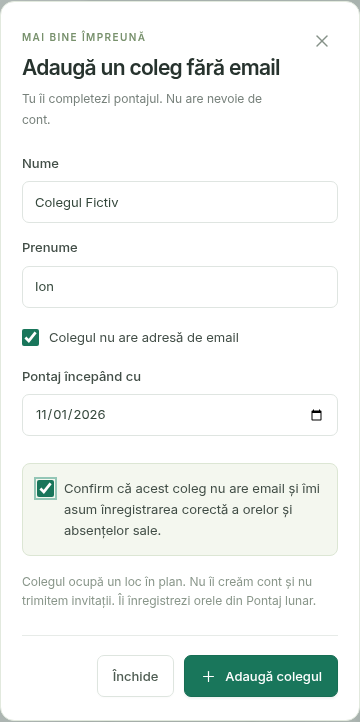 MAI BINE ÎMPREUNĂ
Adaugă un coleg fără email
Tu îi completezi pontajul. Nu are nevoie de
cont.
Nume
Colegul Fictiv
Prenume
Ion
Colegul nu are adresă de email
Pontaj începând cu
11/01/2026
Confirm că acest coleg nu are email și îmi
asum înregistrarea corectă a orelor și
absențelor sale.
Colegul ocupă un loc în plan. Nu îi creăm cont și nu
trimitem invitații. Îi înregistrezi orele din Pontaj lunar.
Închide
+ Adaugă colegul